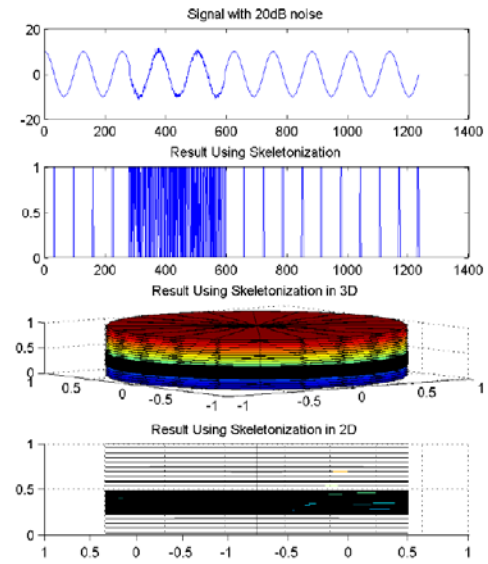 Signal with 20dB noise
20
0
-20
0 200 400 600 800 1000 1200 1400
Result Using Skeletonization
1
0.5
0
0 200 400 600 800 1000 1200 1400
Result Using Skeletonization in 3D
1
0.5
0
1 0.5 0 -0.5 -1 -1 -0.5 0 0.5 1
Result Using Skeletonization in 2D
1
0.5
0
1 0.5 0 -0.5 -1 -0.5 0 0.5 1